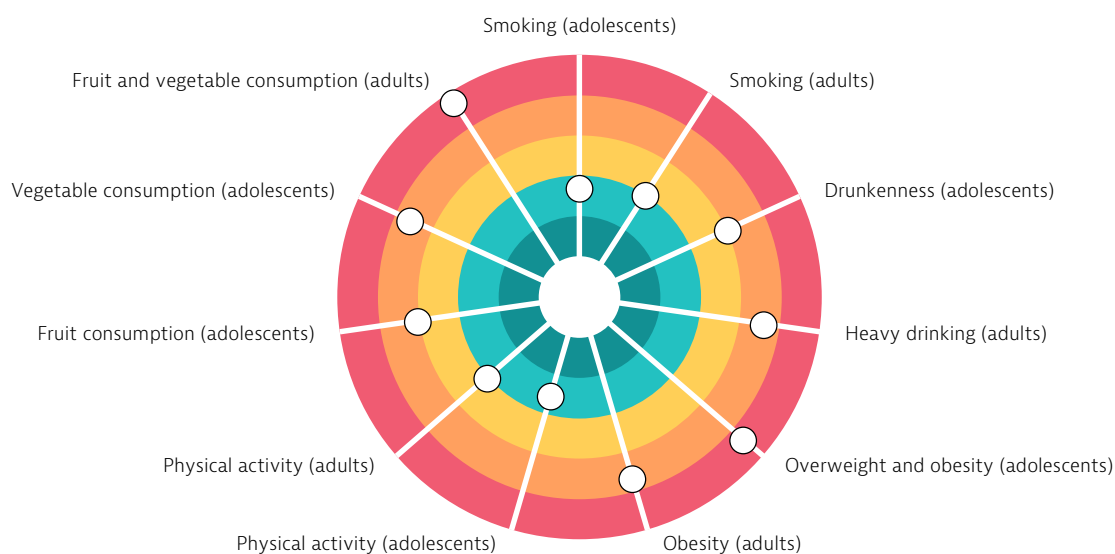 Smoking (adolescents)
Fruit and vegetable consumption (adults)
Smoking (adults)
Vegetable consumption (adolescents)
Drunkenness (adolescents)
Fruit consumption (adolescents)
Heavy drinking (adults)
Physical activity (adults)
Overweight and obesity (adolescents)
Physical activity (adolescents)
Obesity (adults)